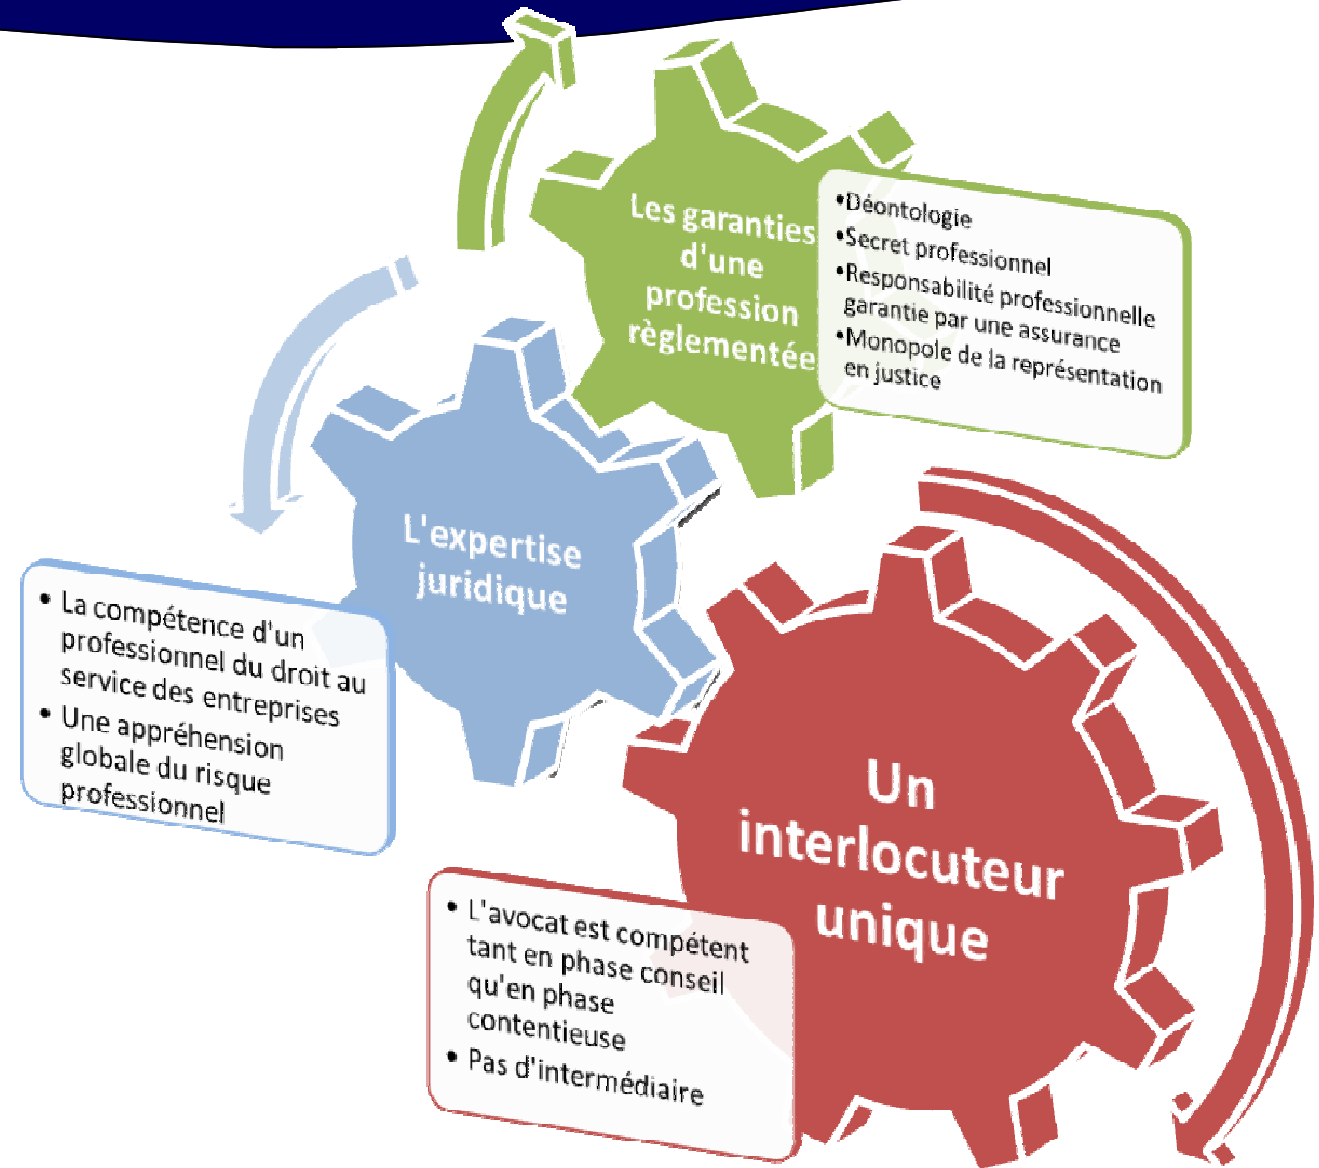 Les garanties
d'une
profession
règlementée
•Déontologie
•Secret professionnel
•Responsabilité professionnelle
garantie par une assurance
•Monopole de la représentation
en justice
L'expertise
juridique
• La compétence d'un
professionnel du droit au
service des entreprises
• Une appréhension
globale du risque
professionnel
Un
interlocuteur
unique
• L'avocat est compétent
tant en phase conseil
qu'en phase
contentieuse
• Pas d'intermédiaire